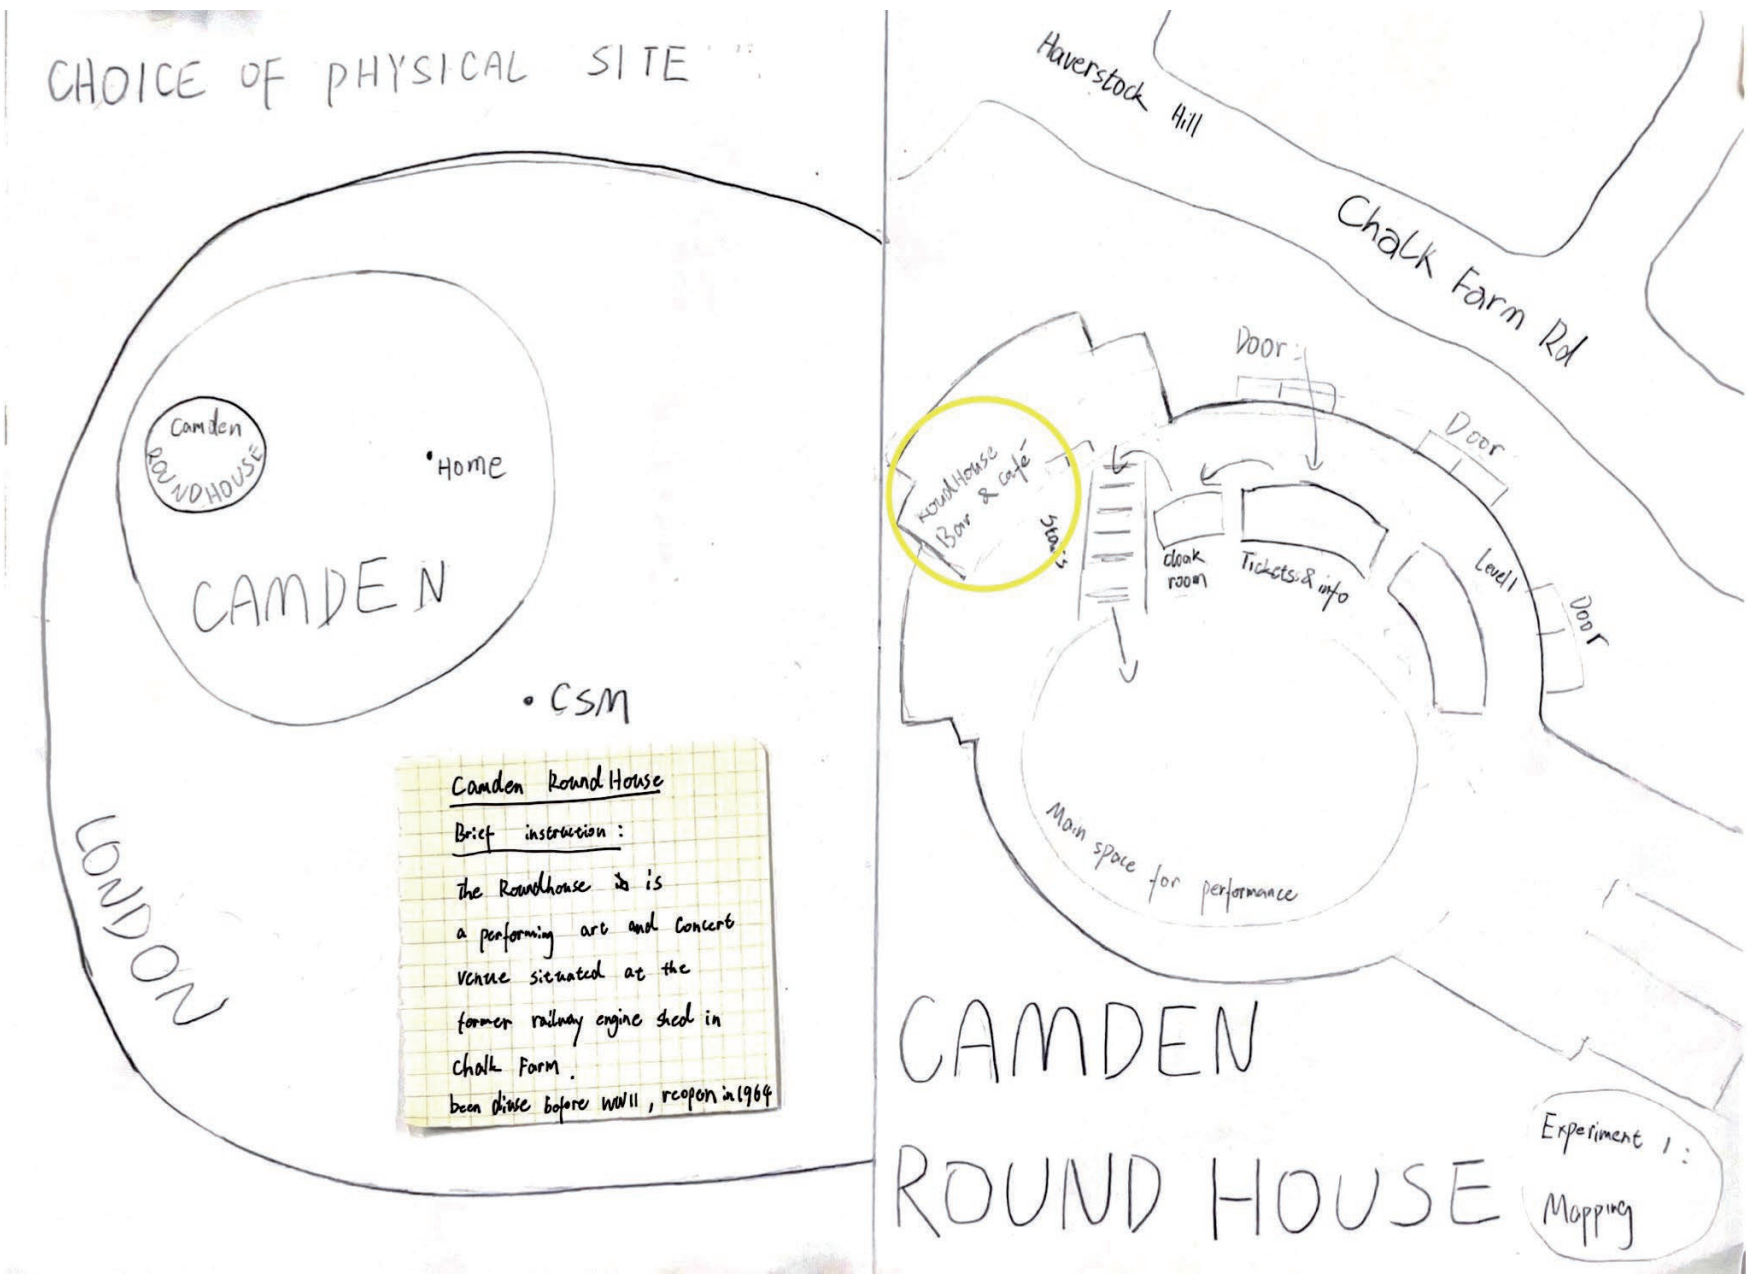 CHOICE OF PHYSICAL SITE
Camden
ROUNDHOUSE
HOME
CAMDEN
CSM
LONDON
Camden Round House
Brief instruction:
The Roundhouse is is
a performing art and concert
venue situated at the
former railway engine shed in
Chalk Farm.
been diuse before WWII, reopen in 1964
Haverstock Hill
Chalk Farm Rd
Door:
Door
Door
Level 1
RoundHouse
Bar & Café
Stairs
cloak
room
Tickets & info
Main space for performance
CAMDEN
ROUND HOUSE
Experiment 1:
Mapping